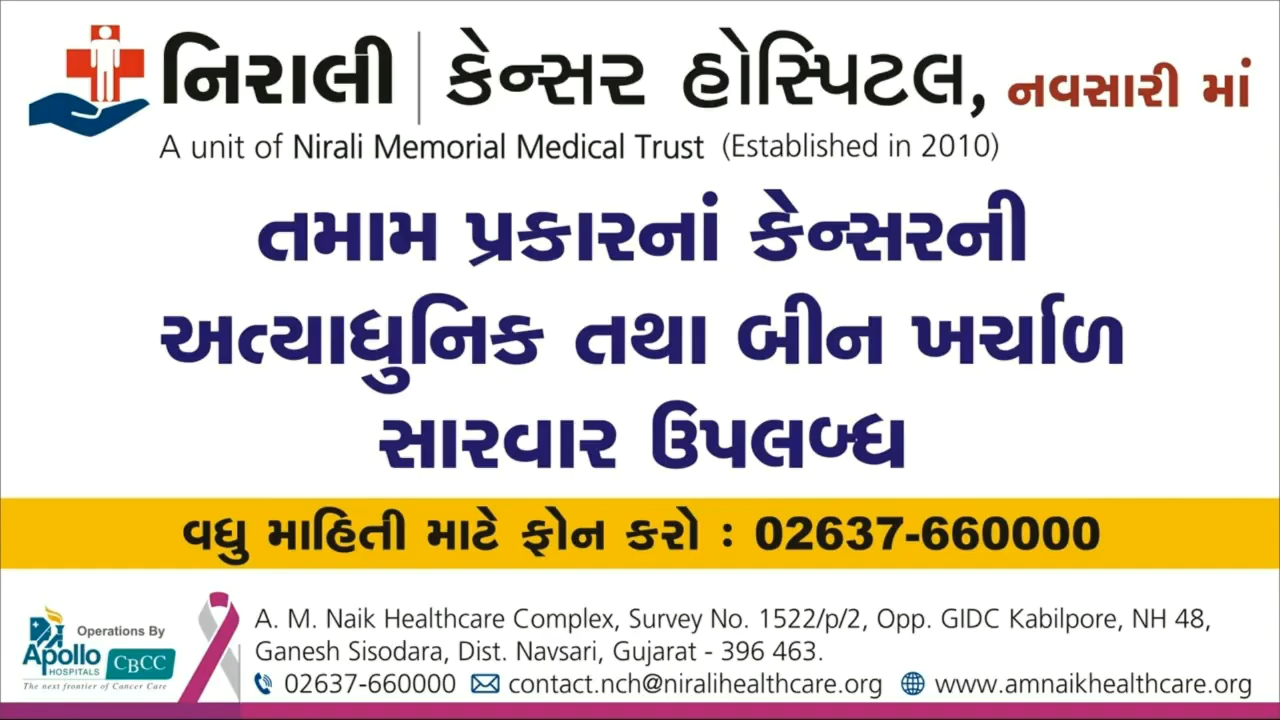 નિરાલી | કેન્સર હોસ્પિટલ, નવસારી માં
A unit of Nirali Memorial Medical Trust (Established in 2010)
તમામ પ્રકારનાં કેન્સરની
અત્યાધુનિક તથા બીન ખર્ચાળ
સારવાર ઉપલબ્ધ
વધુ માહિતી માટે ફોન કરો : 02637-660000
Operations By
Apollo
HOSPITALS
CBCC
The next frontier of Cancer Care
A. M. Naik Healthcare Complex, Survey No. 1522/p/2, Opp. GIDC Kabilpore, NH 48,
Ganesh Sisodara, Dist. Navsari, Gujarat - 396 463.
02637-660000 contact.nch@niralihealthcare.org www.amnaikhealthcare.org